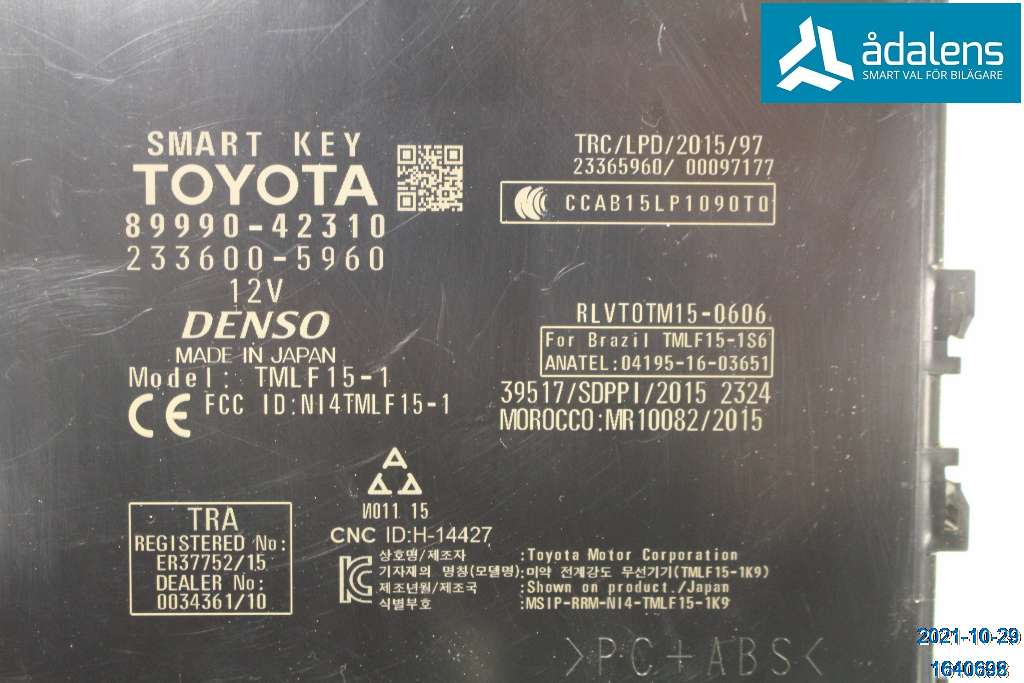 ådalens
SMART VAL FÖR BILÄGARE
SMART KEY
TOYOTA
89990-42310
233600-5960
12V
DENSO
MADE IN JAPAN
Model: TMLF15-1
CE FCC ID:NI4TMLF15-1
TRC/LPD/2015/97
23365960/ 00097177
CCAB15LP1090T0
RLVTOTM15-0606
For Brazil TMLF15-1S6
ANATEL:04195-16-03651
39517/SDPPI/2015 2324
MOROCCO:MR10082/2015
И011 15
CNC ID:H-14427
TRA
REGISTERED No:
ER37752/15
DEALER No:
0034361/10
상호명/제조자 :Toyota Motor Corporation
기자재의 명칭(모델명):미약 전계강도 무선기기(TMLF15-1K9)
제조년월/제조국 :Shown on product./Japan
식별부호 :MSIP-RRM-NI4-TMLF15-1K9
>PC+ABS<
2021-10-29
1640698